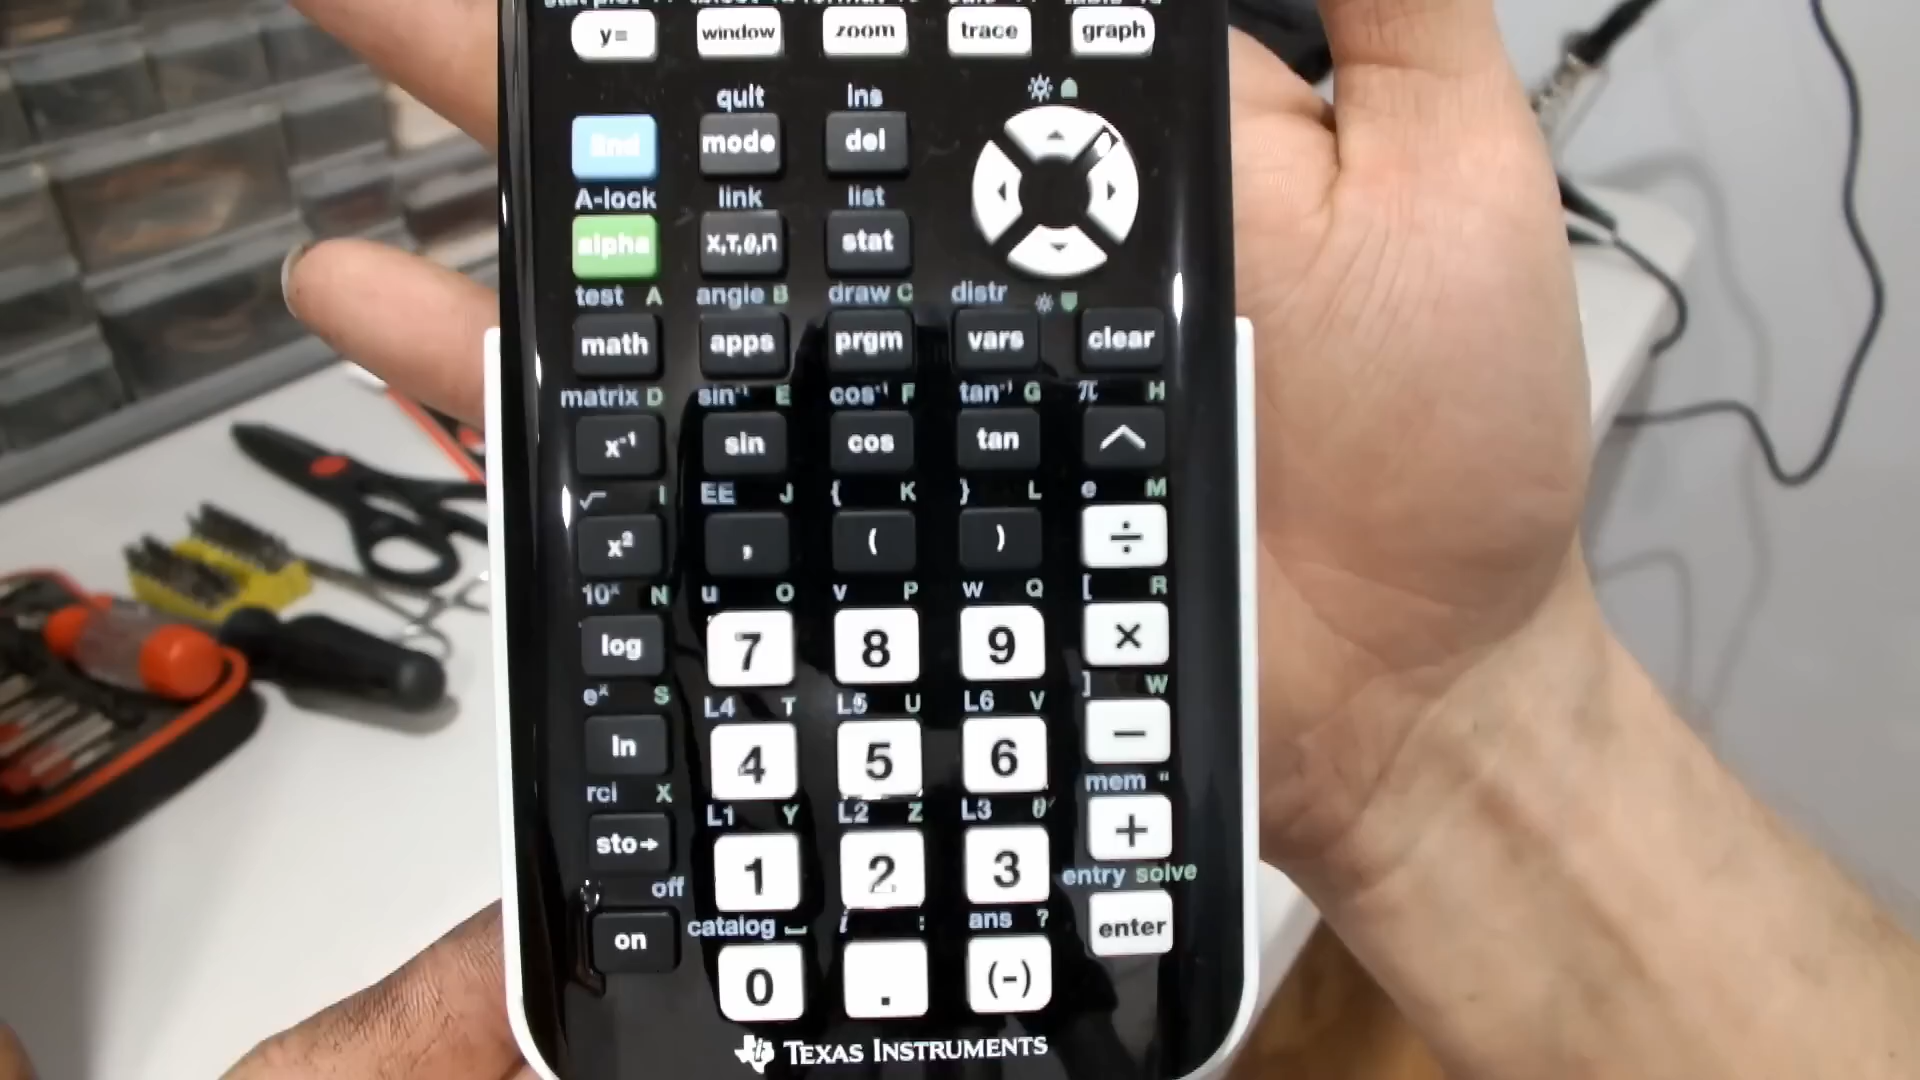 y= window zoom trace graph
quit ins
2nd mode del
A-lock link list
alpha X,T,θ,n stat
test A angle B draw C distr
math apps prgm vars clear
matrix D sin⁻¹ E cos⁻¹ F tan⁻¹ G π H
x⁻¹ sin cos tan ^
√ I EE J { K } L e M
x² , ( ) ÷
10ˣ N u O v P w Q [ R
log 7 8 9 ×
eˣ S L4 T L5 U L6 V ] W
ln 4 5 6 −
rcl X L1 Y L2 Z L3 θ mem "
sto→ 1 2 3 +
off catalog ⎵ i : ans ? entry solve
on 0 . (-) enter
TEXAS INSTRUMENTS